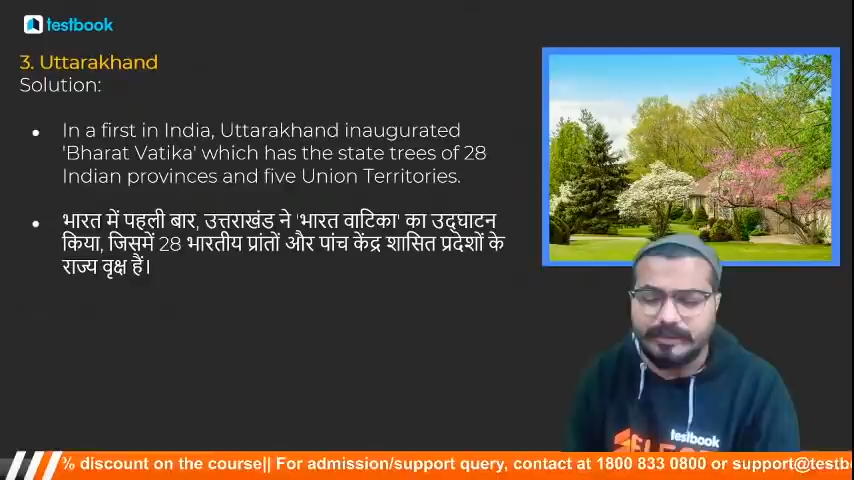 testbook
3. Uttarakhand
Solution:
• In a first in India, Uttarakhand inaugurated
'Bharat Vatika' which has the state trees of 28
Indian provinces and five Union Territories.
• भारत में पहली बार, उत्तराखंड ने 'भारत वाटिका' का उद्घाटन
किया, जिसमें 28 भारतीय प्रांतों और पांच केंद्र शासित प्रदेशों के
राज्य वृक्ष हैं।
testbook
% discount on the course|| For admission/support query, contact at 1800 833 0800 or support@testb